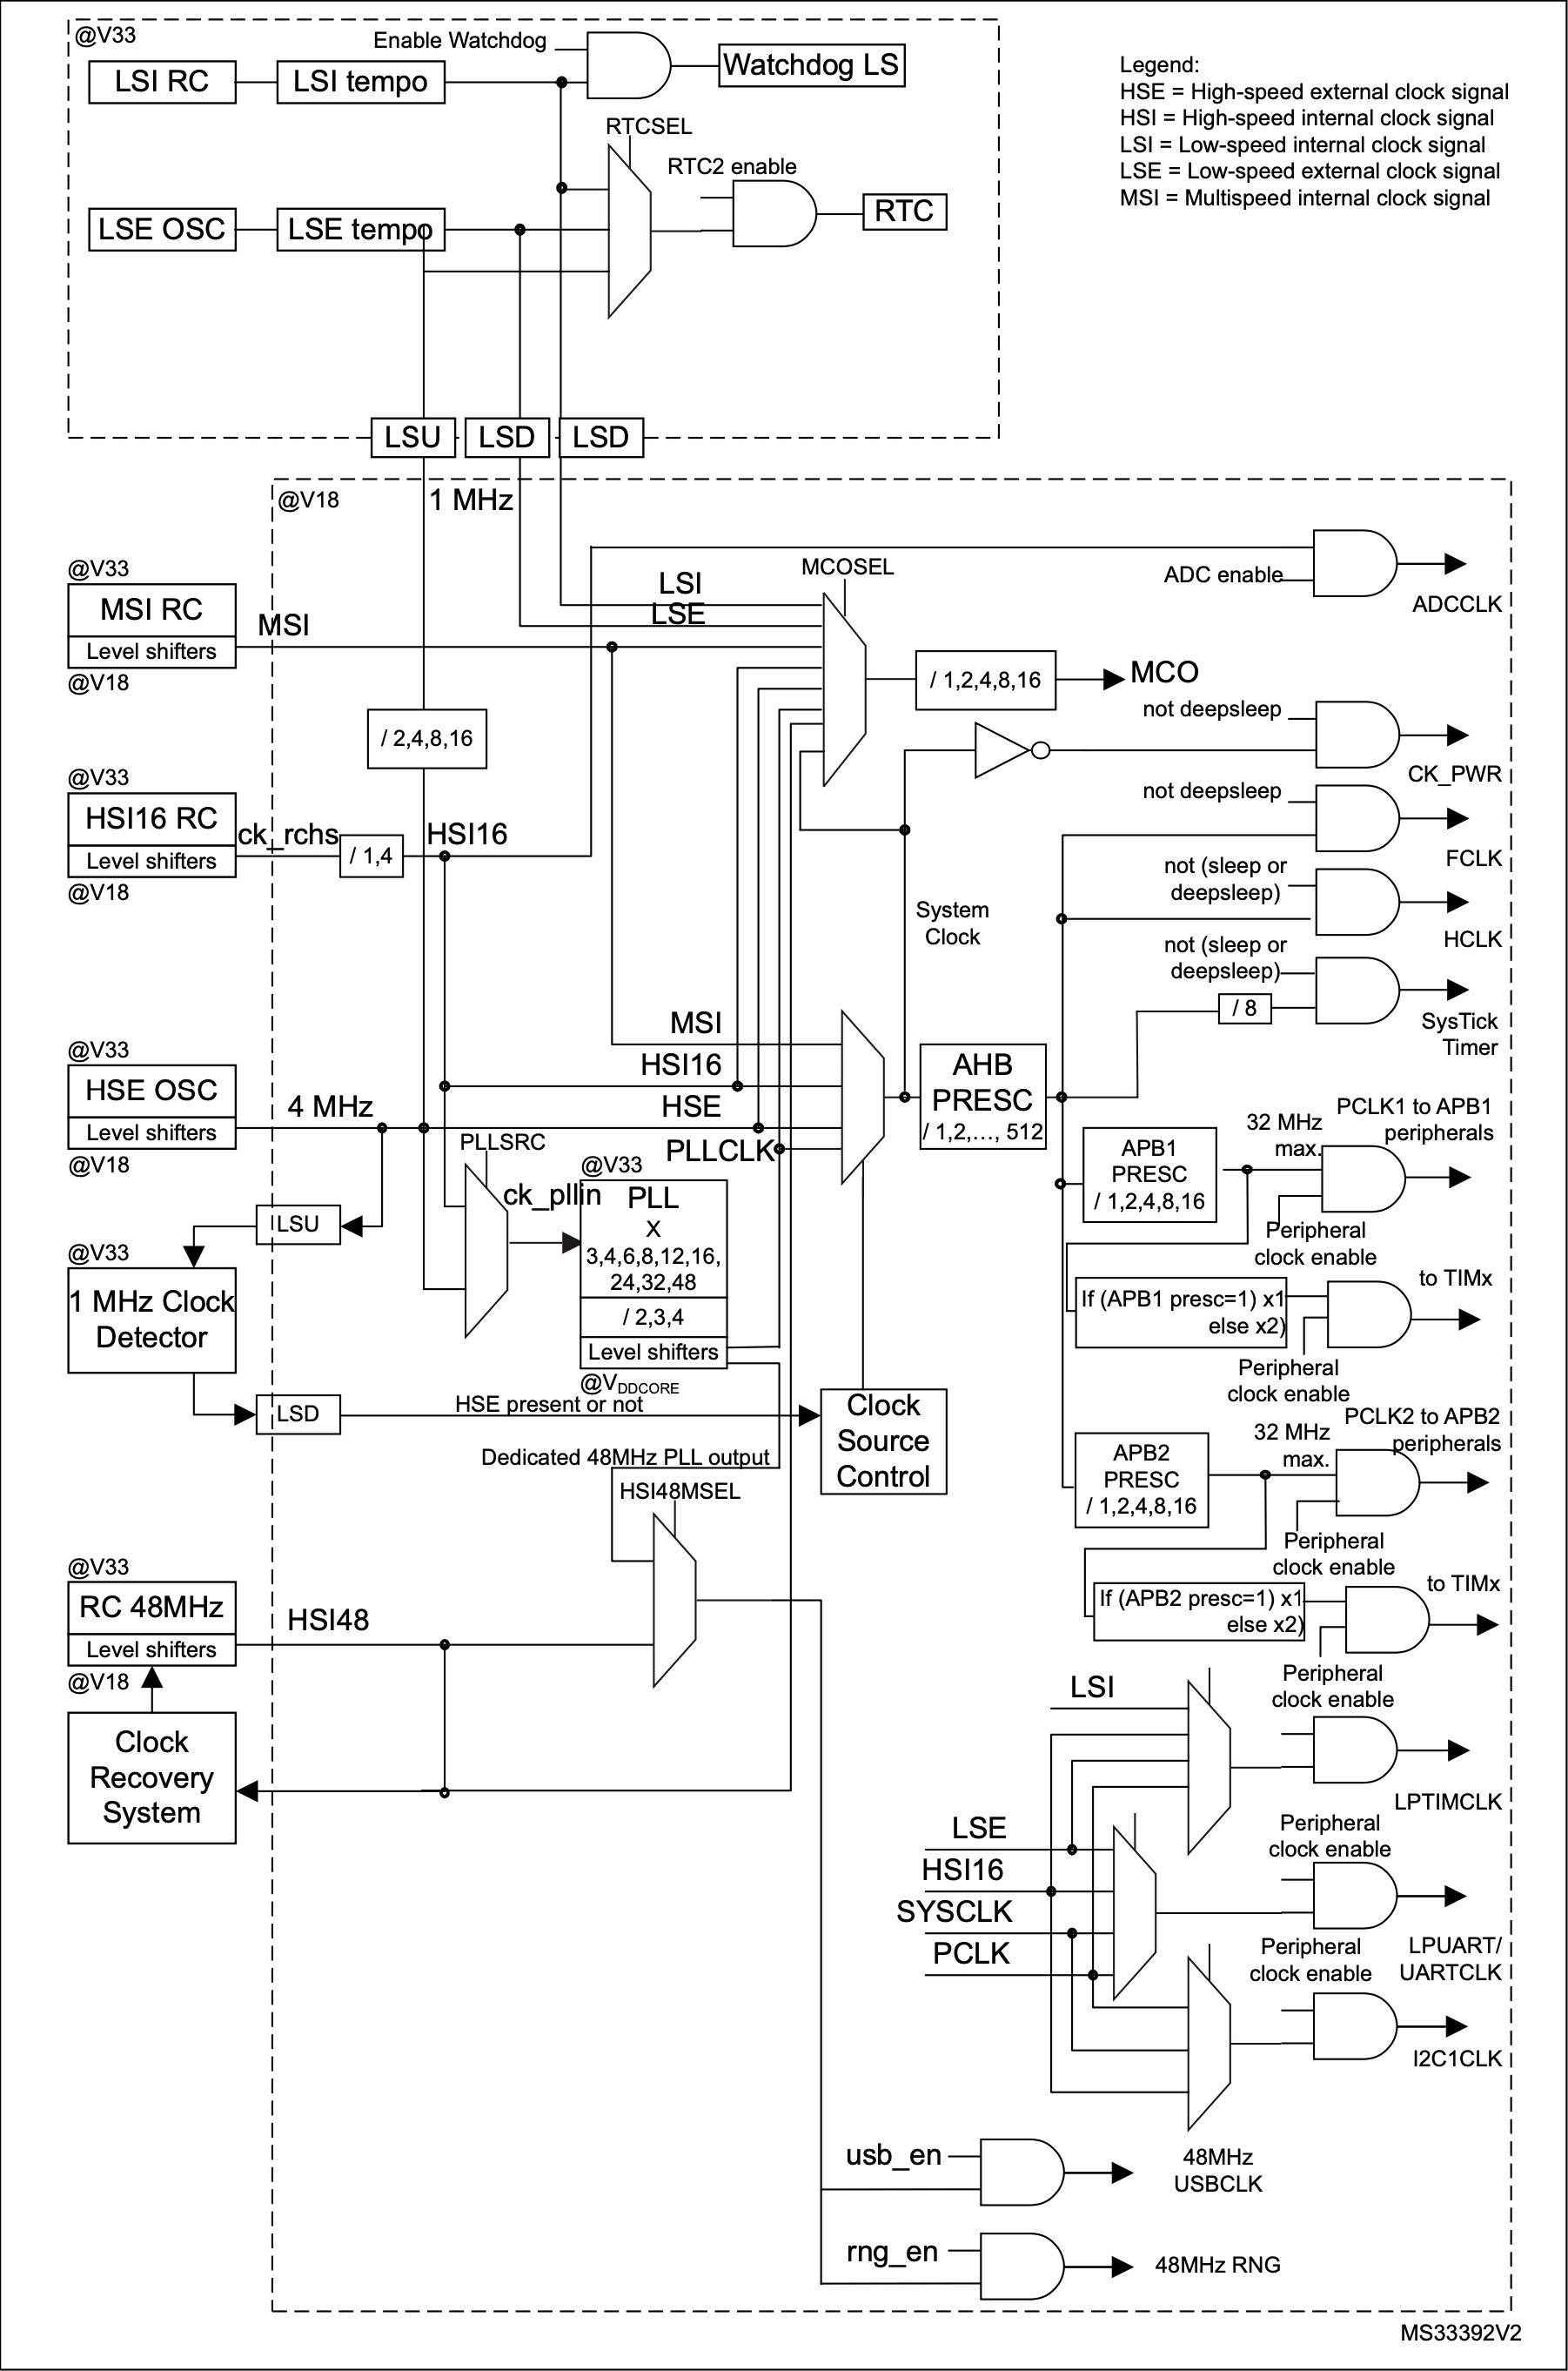 @V33
Enable Watchdog
LSI RC
LSI tempo
Watchdog LS
RTCSEL
RTC2 enable
LSE OSC
LSE tempo
RTC
Legend:
HSE = High-speed external clock signal
HSI = High-speed internal clock signal
LSI = Low-speed internal clock signal
LSE = Low-speed external clock signal
MSI = Multispeed internal clock signal
LSU
LSD
LSD
@V18
1 MHz
@V33
MSI RC
Level shifters
@V18
MSI
LSI
LSE
MCOSEL
ADC enable
ADCCLK
/ 1,2,4,8,16
MCO
/ 2,4,8,16
not deepsleep
CK_PWR
@V33
HSI16 RC
Level shifters
@V18
ck_rchs
/ 1,4
HSI16
not deepsleep
FCLK
not (sleep or
deepsleep)
HCLK
System
Clock
not (sleep or
deepsleep)
/ 8
SysTick
Timer
MSI
HSI16
HSE
PLLCLK
AHB
PRESC
/ 1,2,..., 512
@V33
HSE OSC
Level shifters
@V18
4 MHz
PLLSRC
ck_pllin
@V33
PLL
X
3,4,6,8,12,16,
24,32,48
/ 2,3,4
Level shifters
@VDDCORE
APB1
PRESC
/ 1,2,4,8,16
32 MHz
max.
PCLK1 to APB1
peripherals
Peripheral
clock enable
If (APB1 presc=1) x1
else x2)
to TIMx
Peripheral
clock enable
LSU
@V33
1 MHz Clock
Detector
LSD
HSE present or not
Clock
Source
Control
Dedicated 48MHz PLL output
HSI48MSEL
APB2
PRESC
/ 1,2,4,8,16
32 MHz
max.
PCLK2 to APB2
peripherals
Peripheral
clock enable
If (APB2 presc=1) x1
else x2)
to TIMx
Peripheral
clock enable
@V33
RC 48MHz
Level shifters
@V18
HSI48
Clock
Recovery
System
LSI
LPTIMCLK
LSE
HSI16
SYSCLK
PCLK
Peripheral
clock enable
LPUART/
UARTCLK
Peripheral
clock enable
I2C1CLK
usb_en
48MHz
USBCLK
rng_en
48MHz RNG
MS33392V2